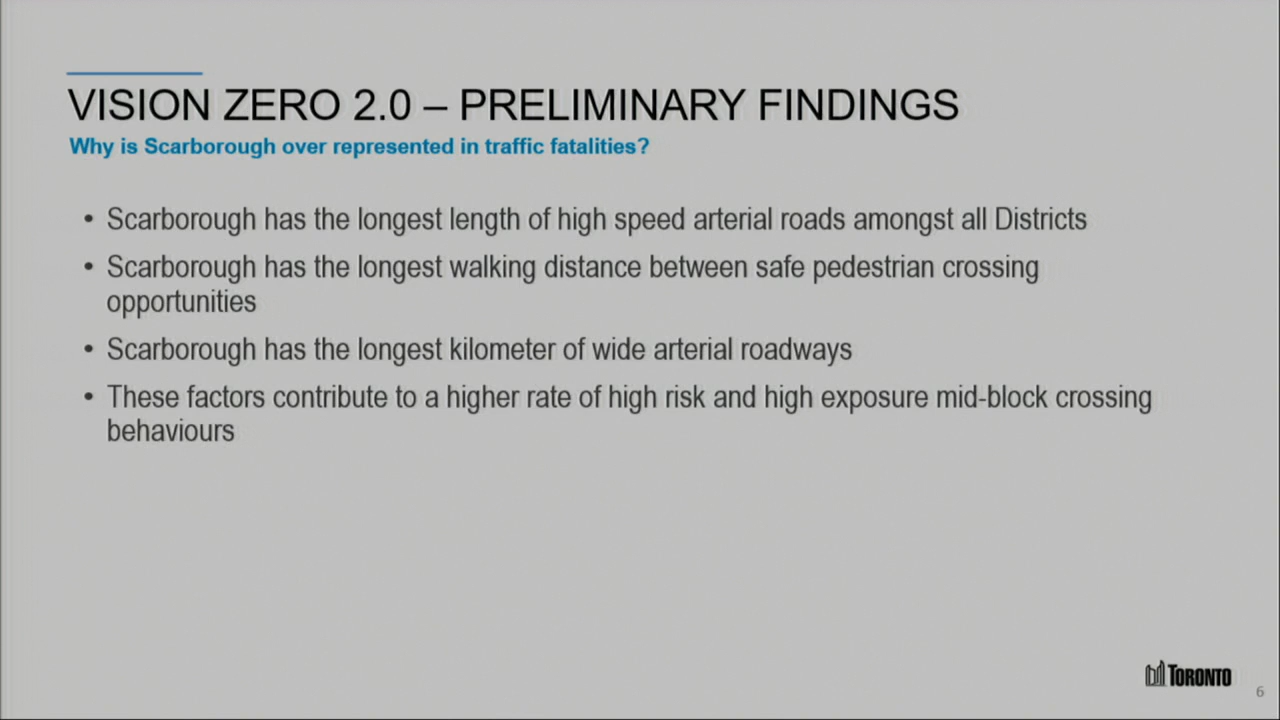 VISION ZERO 2.0 – PRELIMINARY FINDINGS
Why is Scarborough over represented in traffic fatalities?
• Scarborough has the longest length of high speed arterial roads amongst all Districts
• Scarborough has the longest walking distance between safe pedestrian crossing
opportunities
• Scarborough has the longest kilometer of wide arterial roadways
• These factors contribute to a higher rate of high risk and high exposure mid-block crossing
behaviours
TORONTO
6